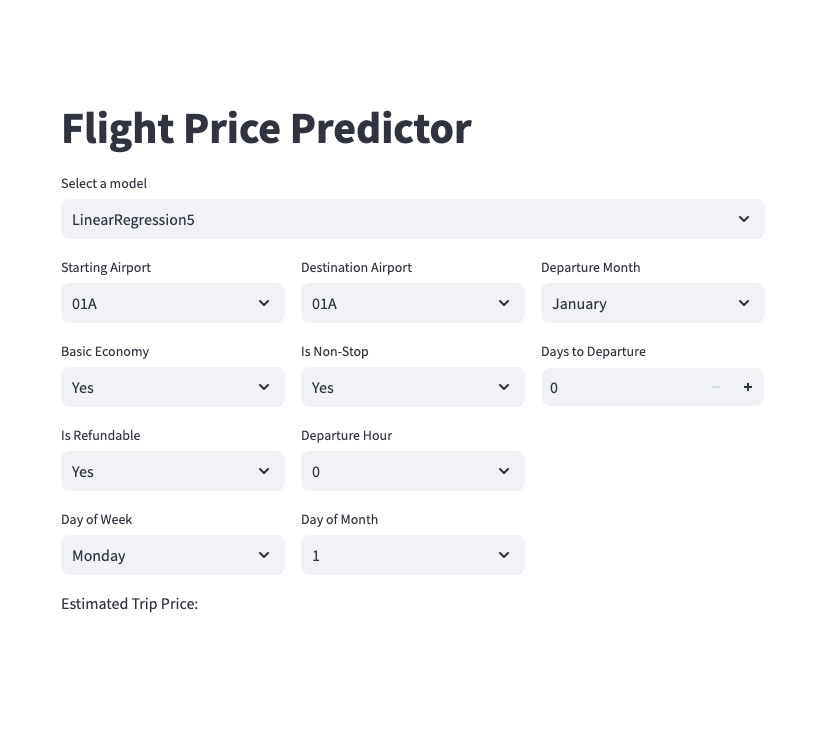 Flight Price Predictor
Select a model
LinearRegression5
Starting Airport Destination Airport Departure Month
01A 01A January
Basic Economy Is Non-Stop Days to Departure
Yes Yes 0
Is Refundable Departure Hour
Yes 0
Day of Week Day of Month
Monday 1
Estimated Trip Price: